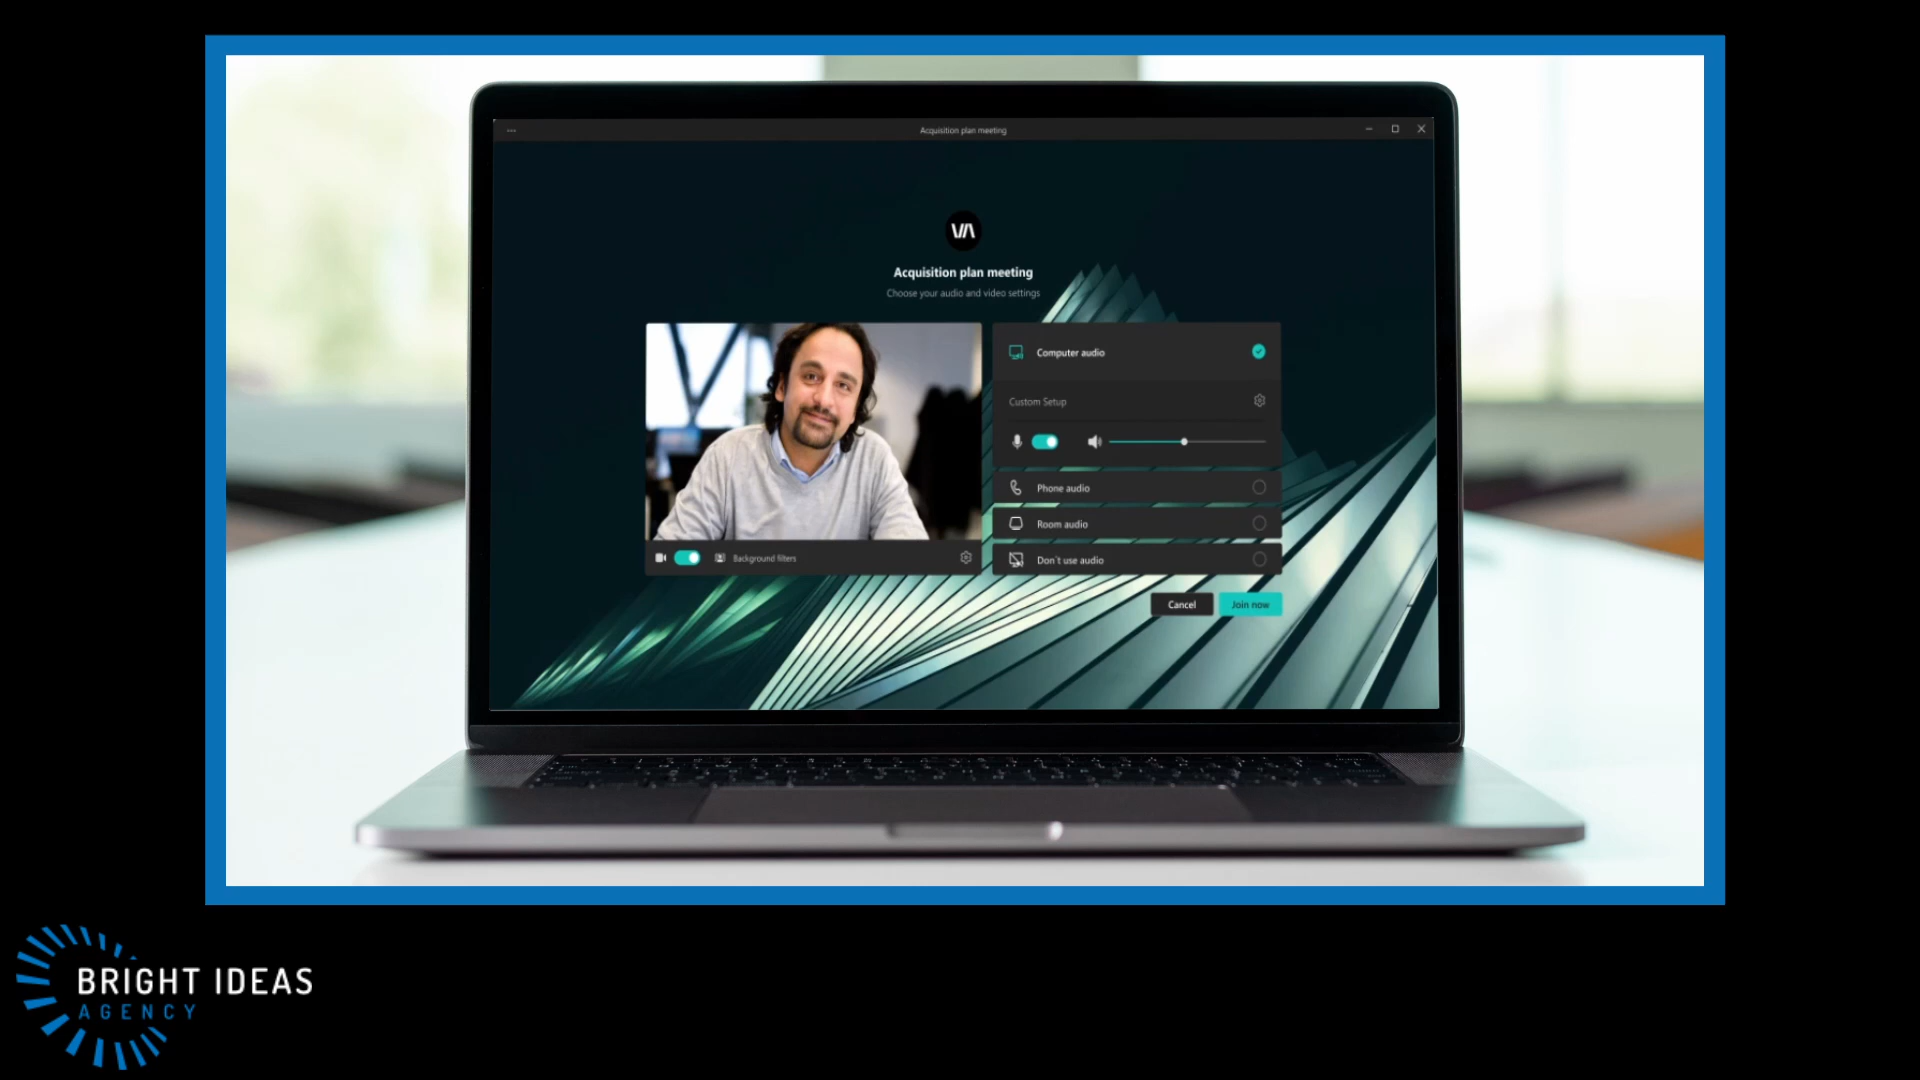 Acquisition plan meeting
VA
Acquisition plan meeting
Choose your audio and video settings
Computer audio
Custom Setup
Phone audio
Background filters
Room audio
Don't use audio
Cancel
Join now
BRIGHT IDEAS
AGENCY